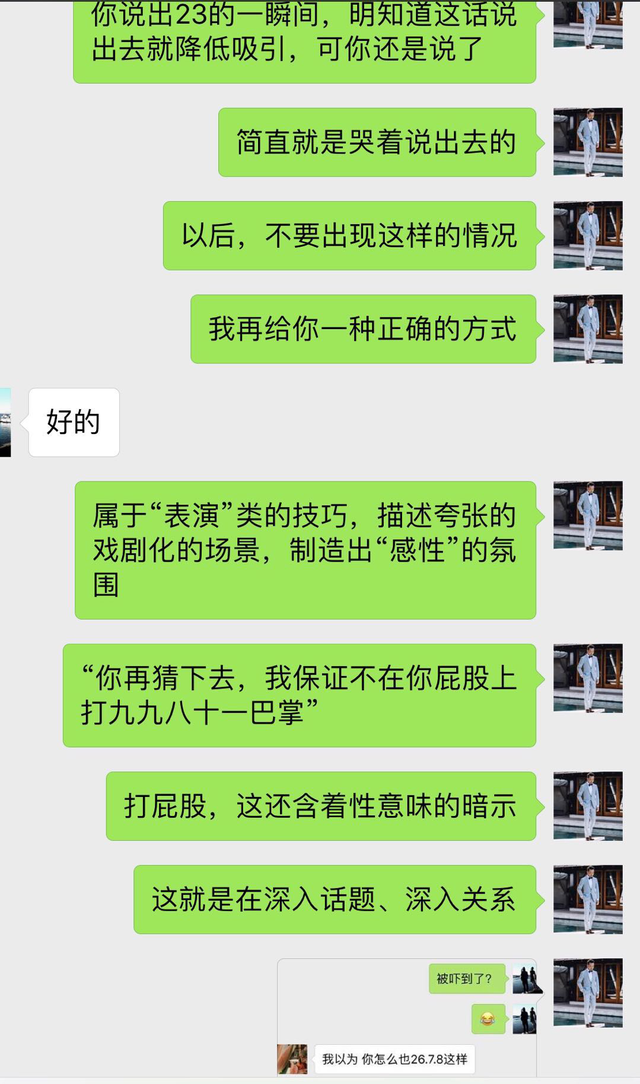 你说出23的一瞬间，明知道这话说
出去就降低吸引，可你还是说了
简直就是哭着说出去的
以后，不要出现这样的情况
我再给你一种正确的方式
好的
属于“表演”类的技巧，描述夸张的
戏剧化的场景，制造出“感性”的氛
围
“你再猜下去，我保证不在你屁股上
打九九八十一巴掌”
打屁股，这还含着性意味的暗示
这就是在深入话题、深入关系
被吓到了？
我以为 你怎么也26.7.8这样